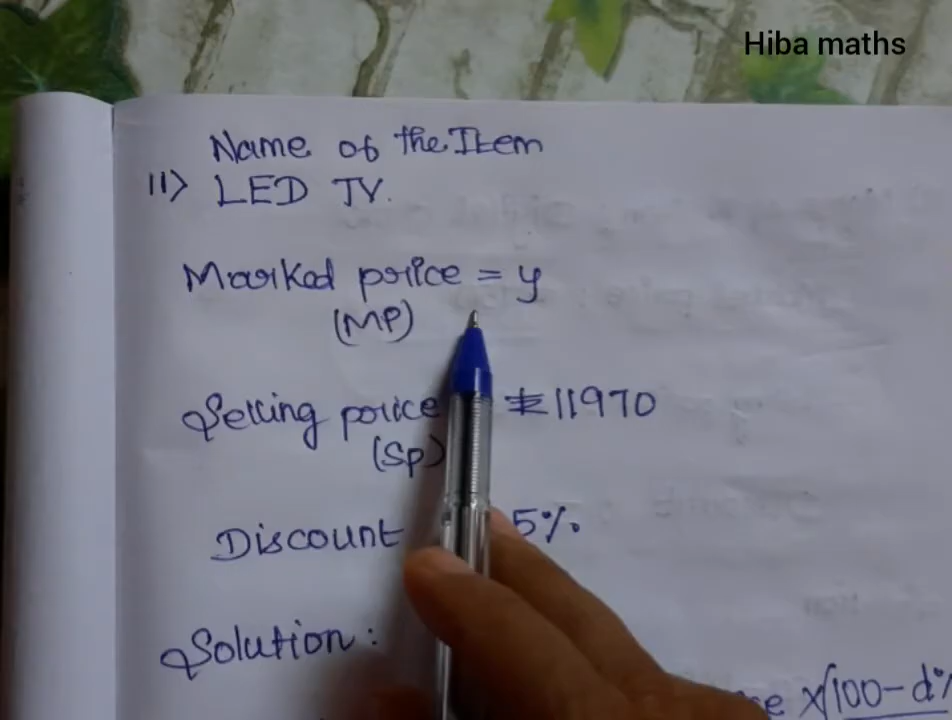 Hiba maths
Name of the Item
11) LED TV.
Marked price = y
(MP)
Selling price ₹11970
(SP)
Discount 5%
Solution:
x(100-d%